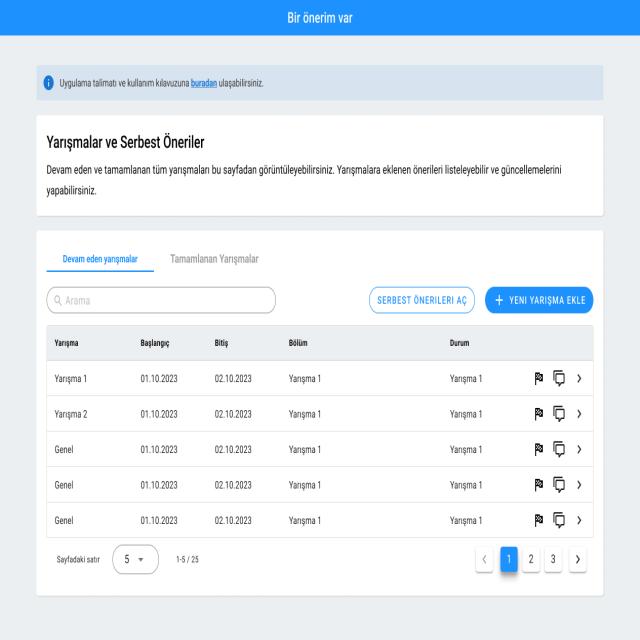 Bir önerim var
Uygulama talimatı ve kullanım kılavuzuna buradan ulaşabilirsiniz.
Yarışmalar ve Serbest Öneriler
Devam eden ve tamamlanan tüm yarışmaları bu sayfadan görüntüleyebilirsiniz. Yarışmalara eklenen önerileri listeleyebilir ve güncellemelerini
yapabilirsiniz.
Devam eden yarışmalar Tamamlanan Yarışmalar
Arama SERBEST ÖNERİLERİ AÇ + YENİ YARIŞMA EKLE
Yarışma Başlangıç Bitiş Bölüm Durum
Yarışma 1 01.10.2023 02.10.2023 Yarışma 1 Yarışma 1
Yarışma 2 01.10.2023 02.10.2023 Yarışma 1 Yarışma 1
Genel 01.10.2023 02.10.2023 Yarışma 1 Yarışma 1
Genel 01.10.2023 02.10.2023 Yarışma 1 Yarışma 1
Genel 01.10.2023 02.10.2023 Yarışma 1 Yarışma 1
Sayfadaki satır 5 1-5 / 25 1 2 3